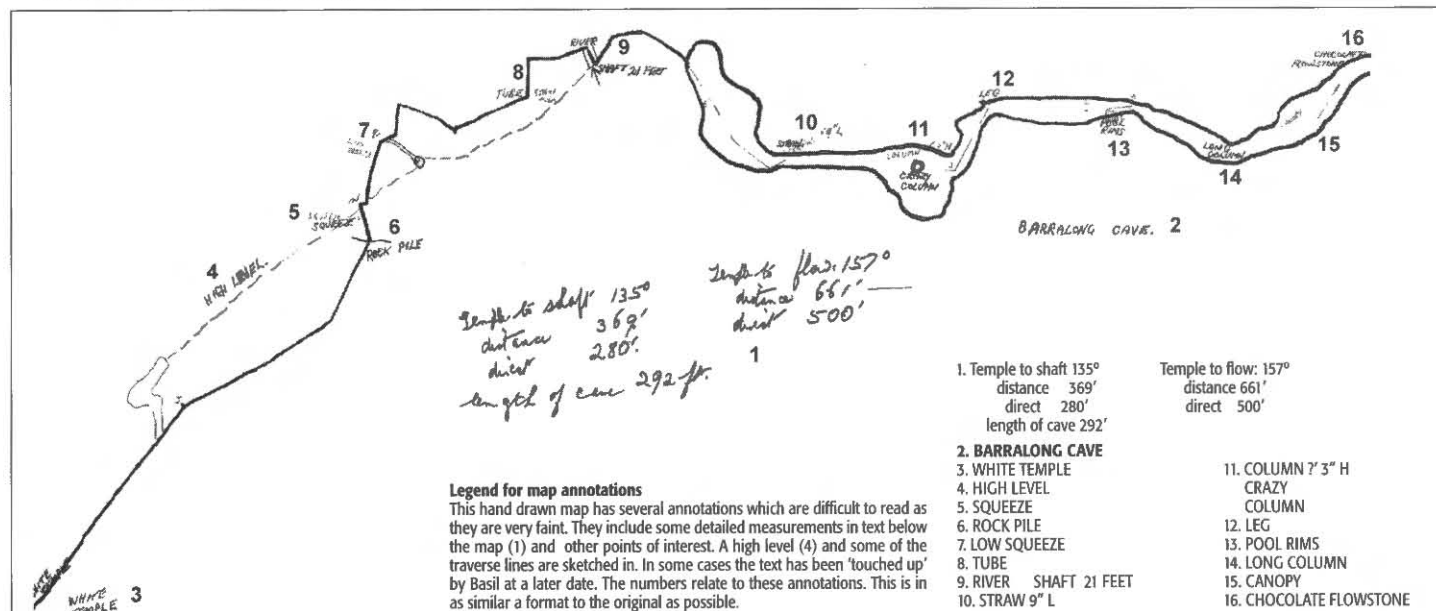 16
CHOCOLATE
FLOWSTONE
RIVER
9
SHAFT 21 FEET
8
TUBE
12
LEG
7
10
11
COLUMN
CRAZY
COLUMN
POOL
RIMS
13
LONG
COLUMN
15
14
5
SQUEEZE
6
ROCK PILE
4
HIGH LEVEL.
BARRALONG CAVE. 2
Temple to shaft 135°
distance 369'
direct 280'.
length of cave 292 ft.
Temple to flow: 157°
distance 661'
direct 500'
1
WHITE
TEMPLE 3
Legend for map annotations
This hand drawn map has several annotations which are difficult to read as
they are very faint. They include some detailed measurements in text below
the map (1) and other points of interest. A high level (4) and some of the
traverse lines are sketched in. In some cases the text has been 'touched up'
by Basil at a later date. The numbers relate to these annotations. This is in
as similar a format to the original as possible.
1. Temple to shaft 135°
distance 369'
direct 280'
length of cave 292'
Temple to flow: 157°
distance 661'
direct 500'
2. BARRALONG CAVE
3. WHITE TEMPLE
4. HIGH LEVEL
5. SQUEEZE
6. ROCK PILE
7. LOW SQUEEZE
8. TUBE
9. RIVER SHAFT 21 FEET
10. STRAW 9" L
11. COLUMN ?' 3" H
CRAZY
COLUMN
12. LEG
13. POOL RIMS
14. LONG COLUMN
15. CANOPY
16. CHOCOLATE FLOWSTONE